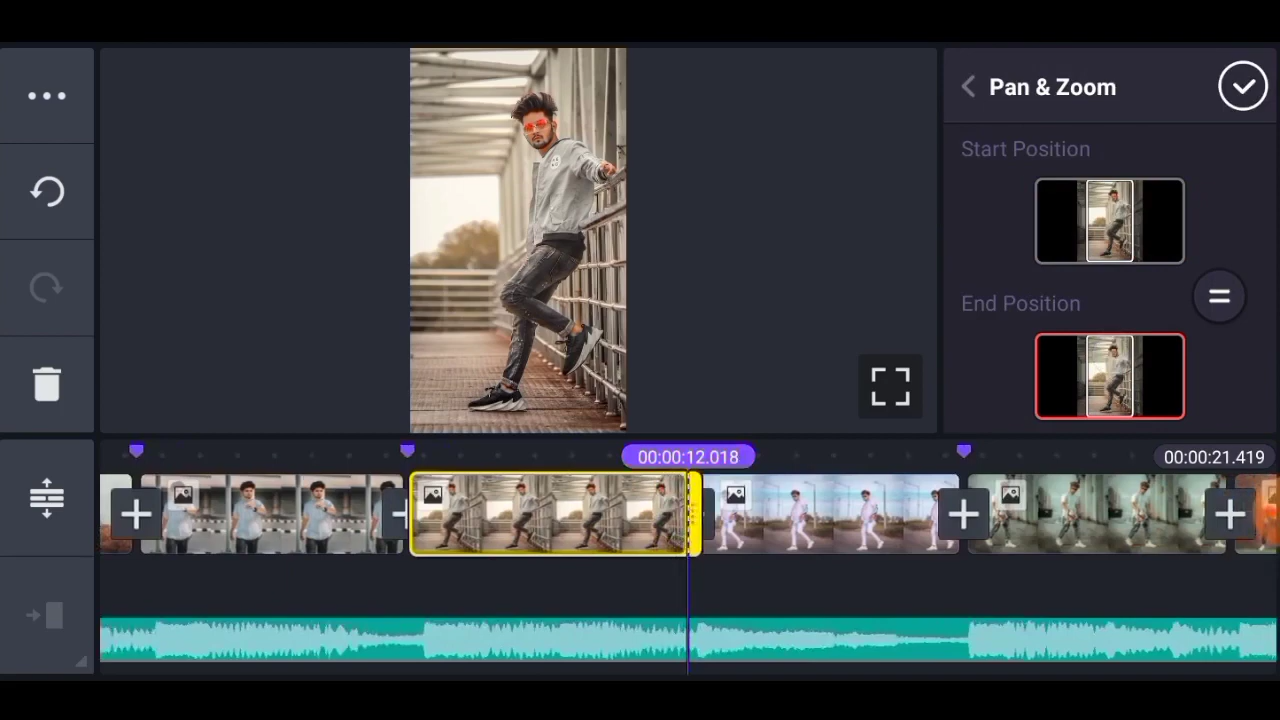 Pan & Zoom
Start Position
End Position
00:00:12.018
00:00:21.419